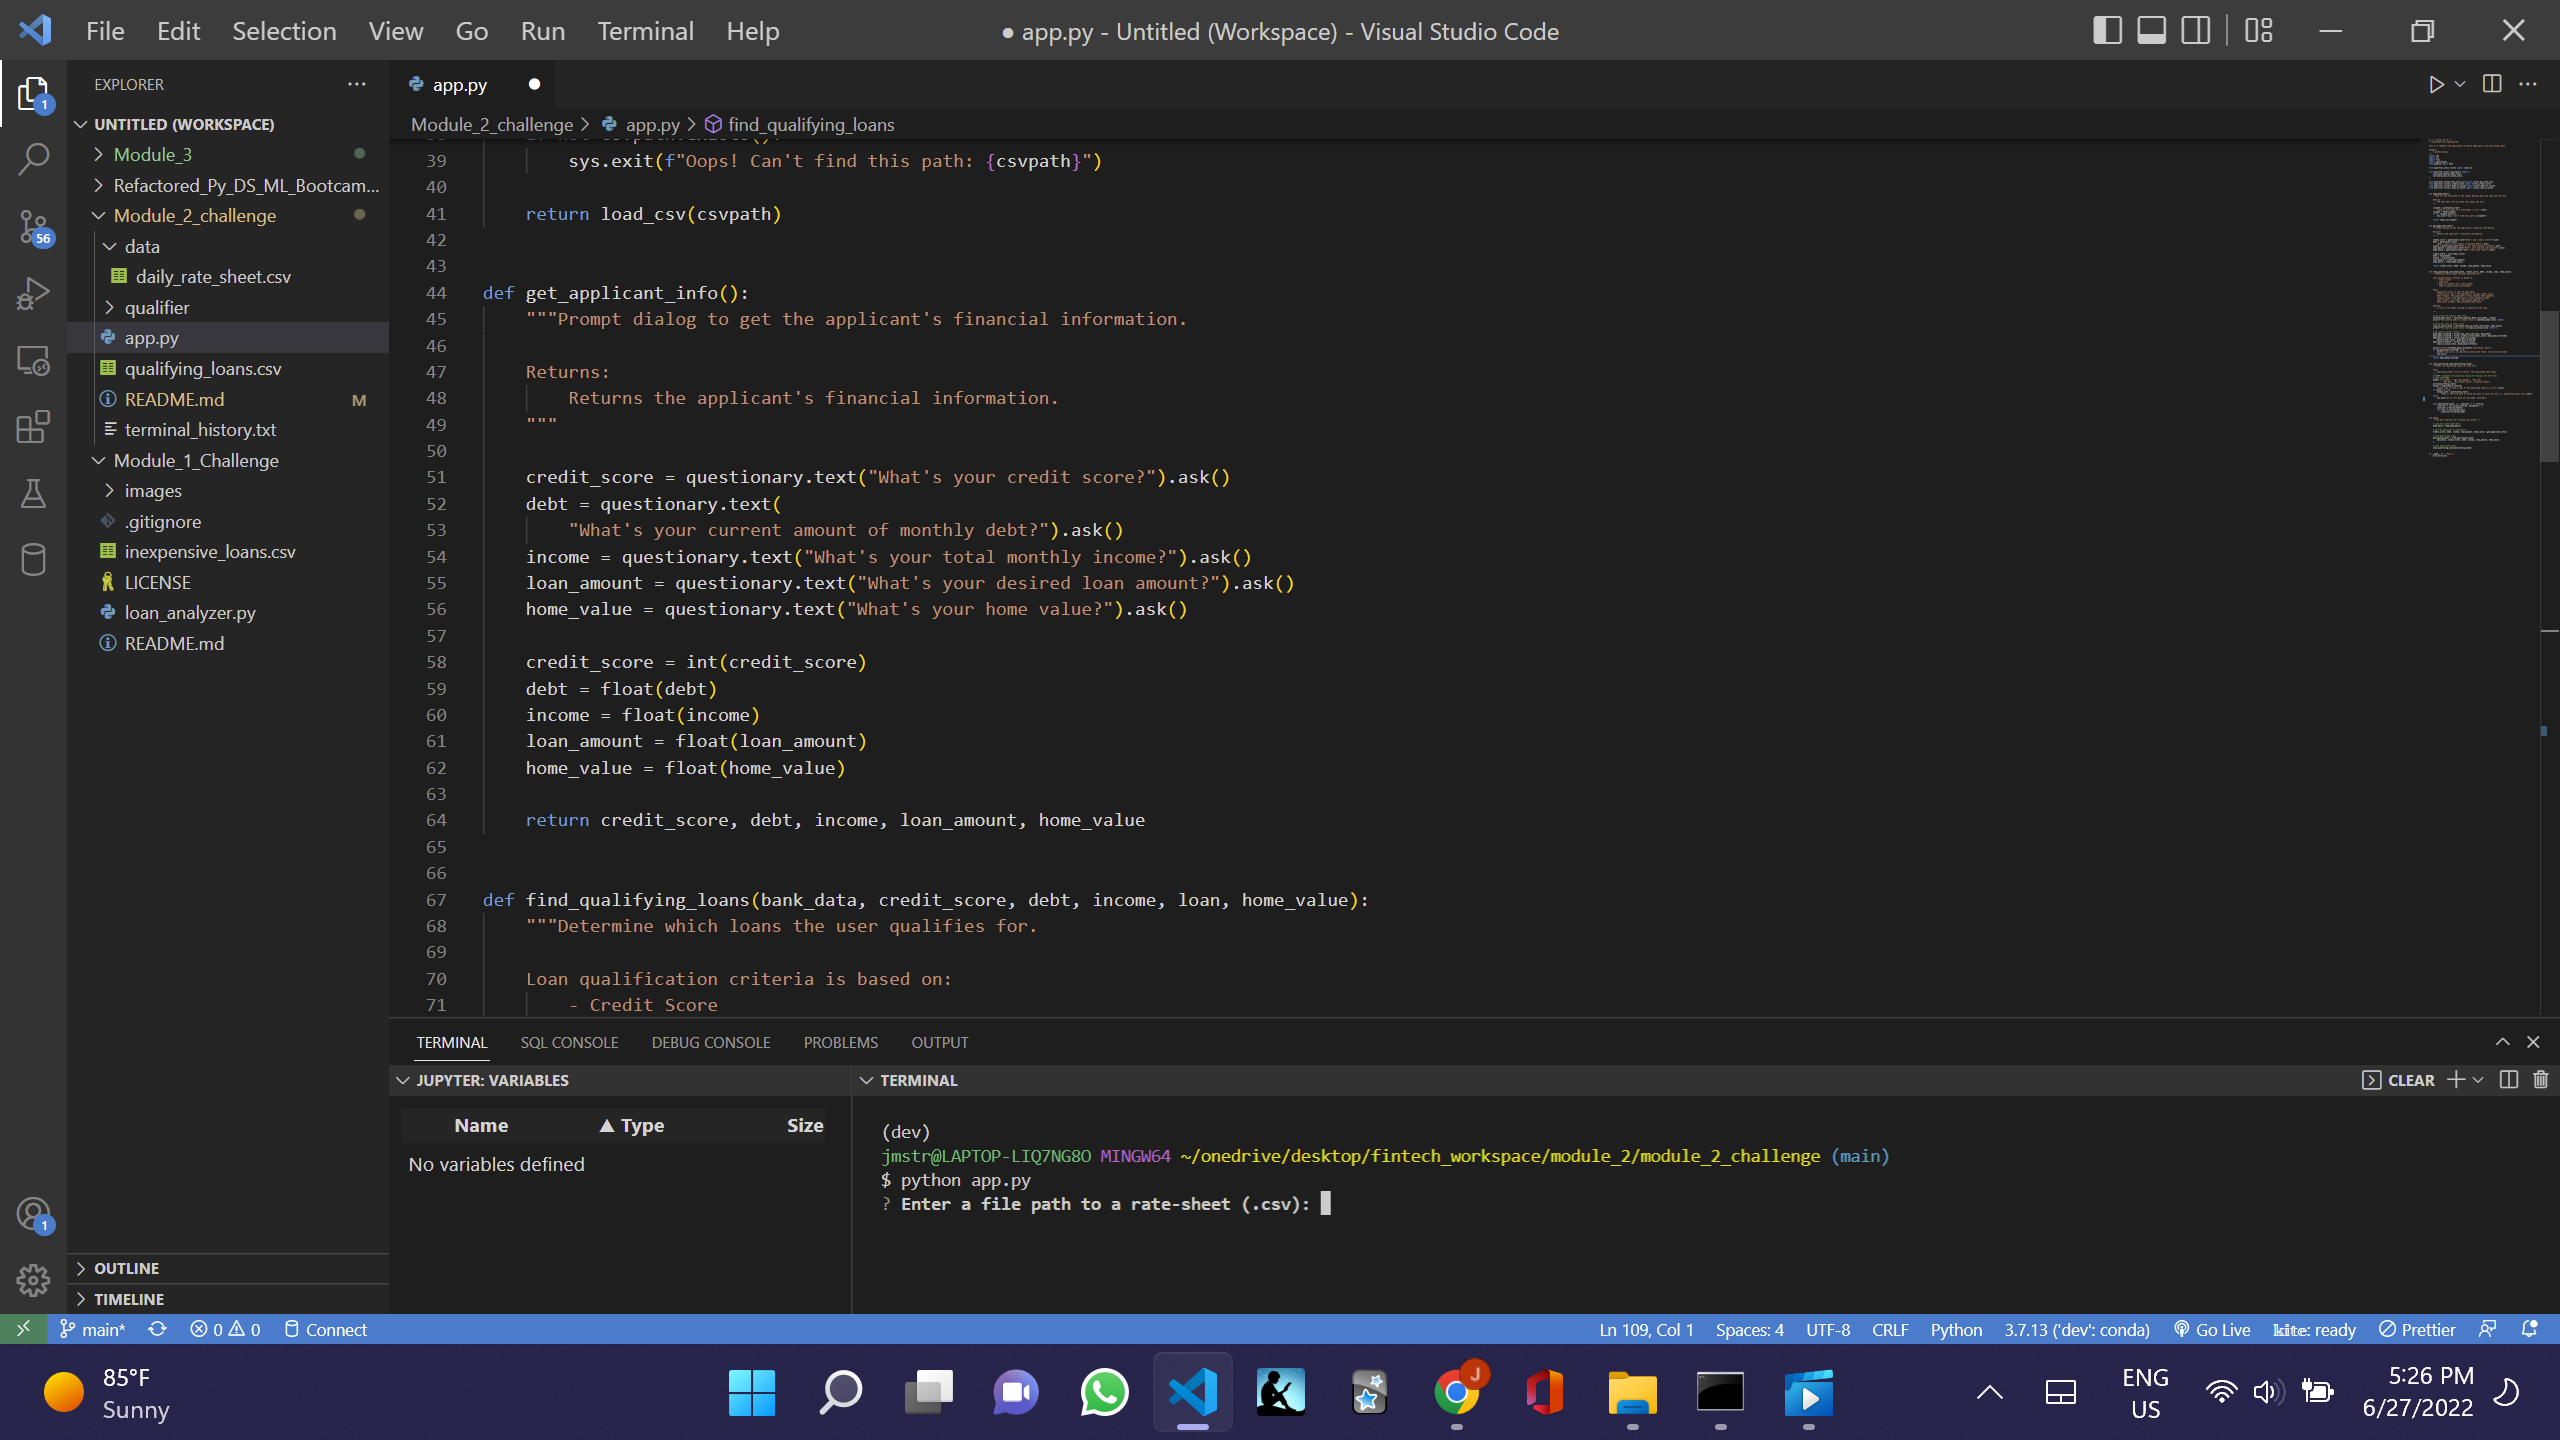 File Edit Selection View Go Run Terminal Help
● app.py - Untitled (Workspace) - Visual Studio Code
EXPLORER
UNTITLED (WORKSPACE)
Module_3
Refactored_Py_DS_ML_Bootcam...
Module_2_challenge
data
daily_rate_sheet.csv
qualifier
app.py
qualifying_loans.csv
README.md M
terminal_history.txt
Module_1_Challenge
images
.gitignore
inexpensive_loans.csv
LICENSE
loan_analyzer.py
README.md
OUTLINE
TIMELINE
1
56
1
app.py
Module_2_challenge > app.py > find_qualifying_loans
39 sys.exit(f"Oops! Can't find this path: {csvpath}")
40
41 return load_csv(csvpath)
42
43
44 def get_applicant_info():
45 """Prompt dialog to get the applicant's financial information.
46
47 Returns:
48 Returns the applicant's financial information.
49 """
50
51 credit_score = questionary.text("What's your credit score?").ask()
52 debt = questionary.text(
53 "What's your current amount of monthly debt?").ask()
54 income = questionary.text("What's your total monthly income?").ask()
55 loan_amount = questionary.text("What's your desired loan amount?").ask()
56 home_value = questionary.text("What's your home value?").ask()
57
58 credit_score = int(credit_score)
59 debt = float(debt)
60 income = float(income)
61 loan_amount = float(loan_amount)
62 home_value = float(home_value)
63
64 return credit_score, debt, income, loan_amount, home_value
65
66
67 def find_qualifying_loans(bank_data, credit_score, debt, income, loan, home_value):
68 """Determine which loans the user qualifies for.
69
70 Loan qualification criteria is based on:
71 - Credit Score
TERMINAL SQL CONSOLE DEBUG CONSOLE PROBLEMS OUTPUT
JUPYTER: VARIABLES
Name Type Size
No variables defined
TERMINAL
CLEAR
(dev)
jmstr@LAPTOP-LIQ7NG8O MINGW64 ~/onedrive/desktop/fintech_workspace/module_2/module_2_challenge (main)
$ python app.py
? Enter a file path to a rate-sheet (.csv):
main* 0 0 Connect
Ln 109, Col 1 Spaces: 4 UTF-8 CRLF Python 3.7.13 ('dev': conda) Go Live kite: ready Prettier
85°F
Sunny
J
ENG
US
5:26 PM
6/27/2022